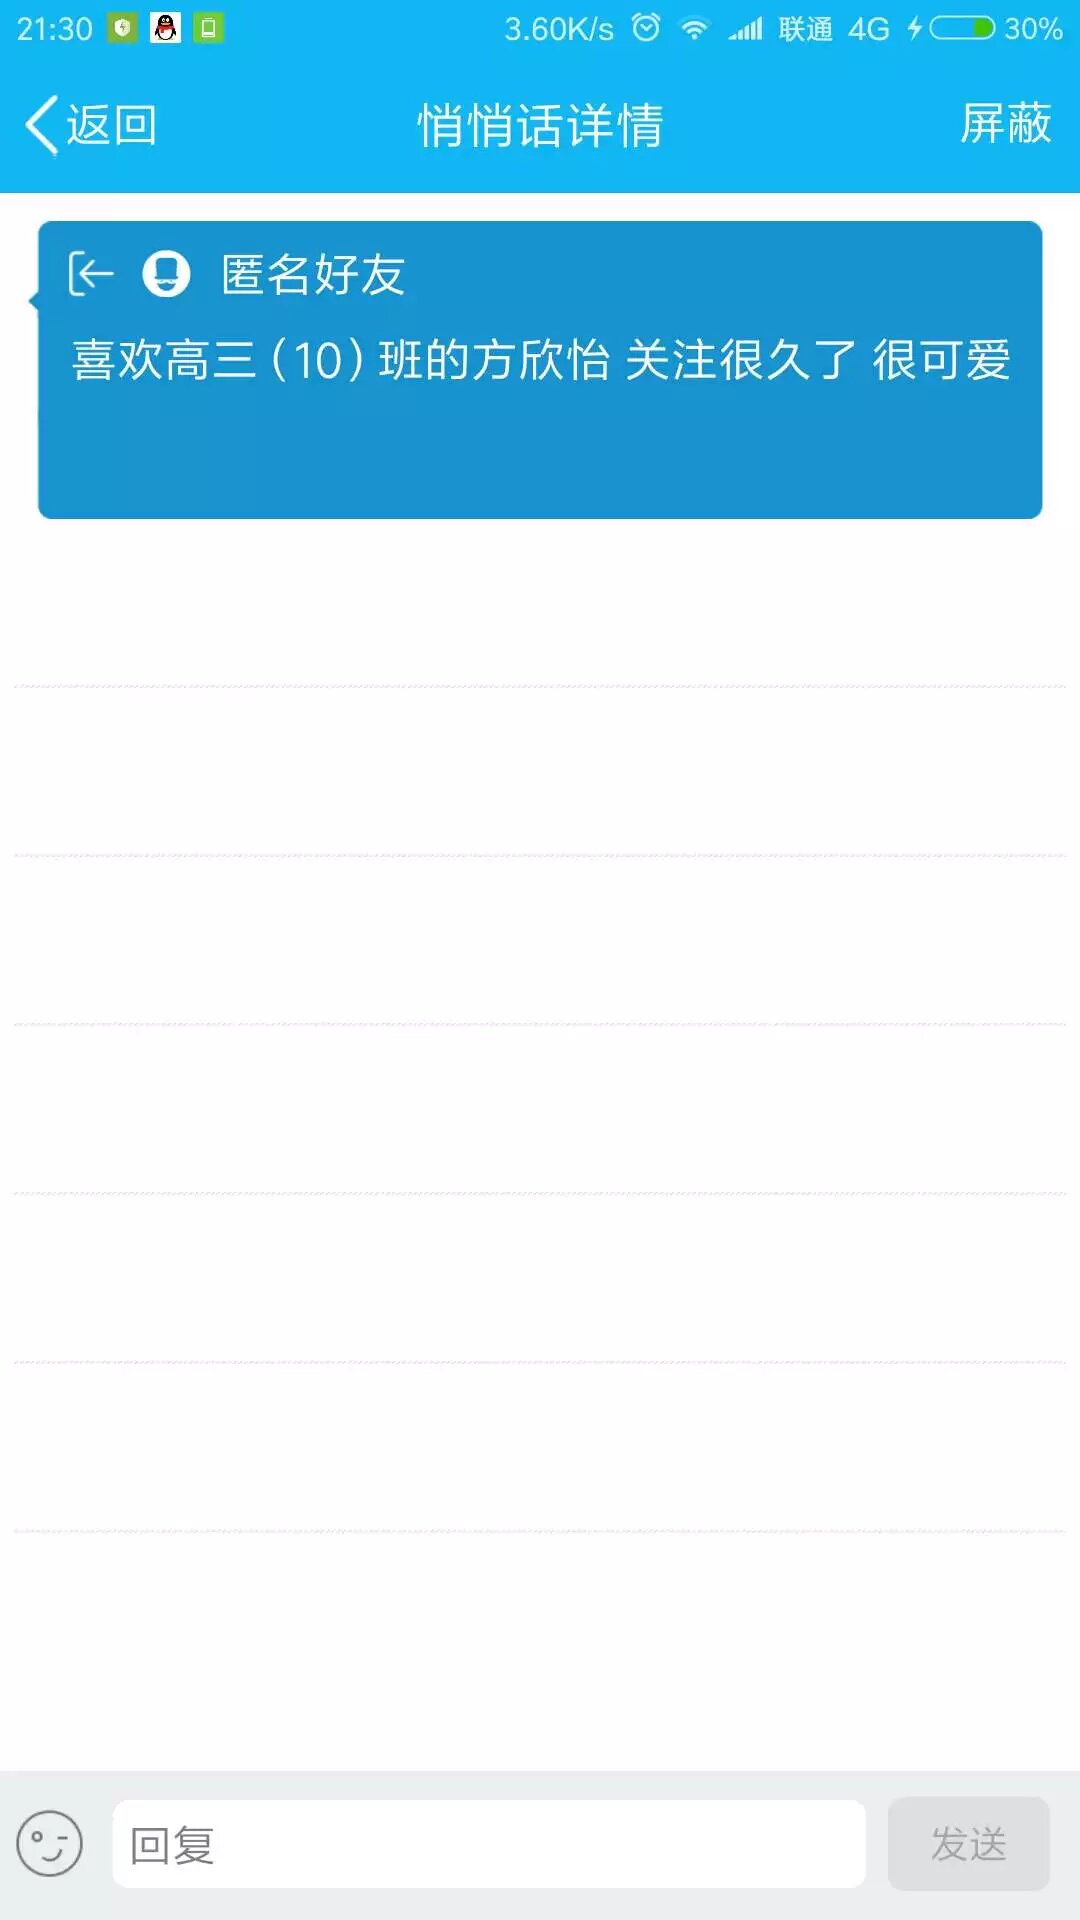 21:30 3.60K/s 联通 4G 30%
返回 悄悄话详情 屏蔽
匿名好友
喜欢高三(10)班的方欣怡 关注很久了 很可爱
回复 发送